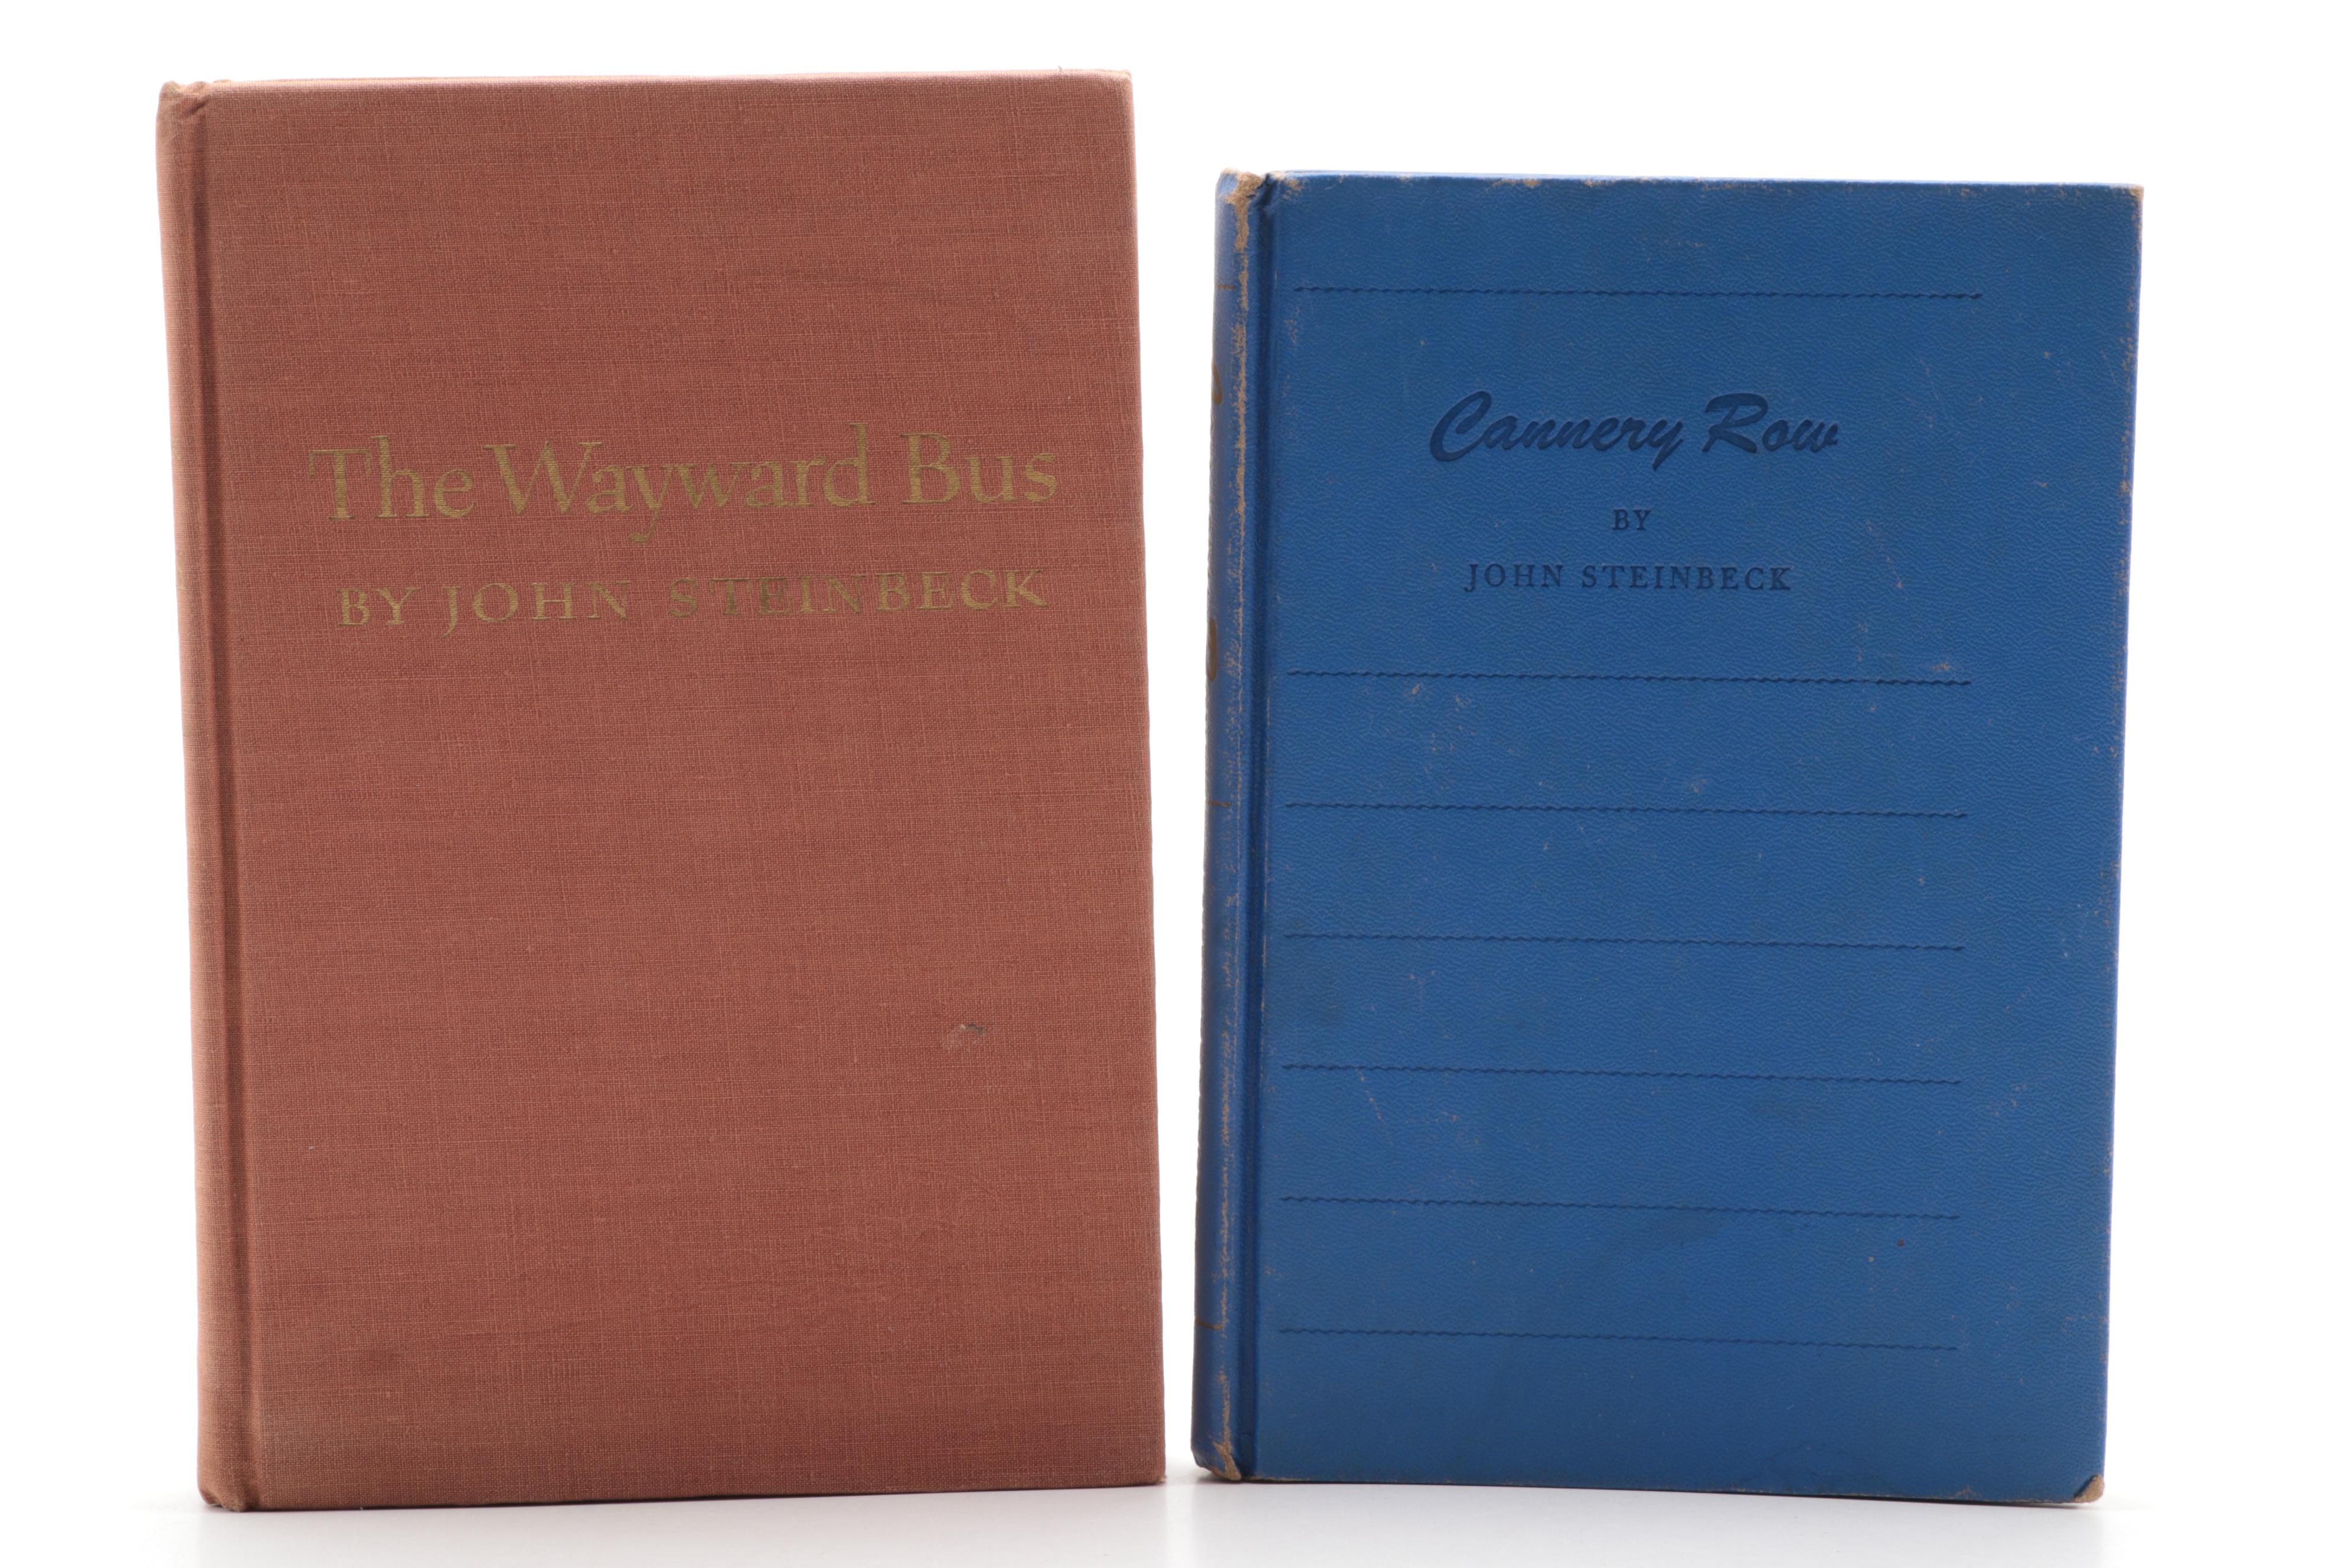 The Wayward Bus
BY JOHN STEINBECK
Cannery Row
BY
JOHN STEINBECK